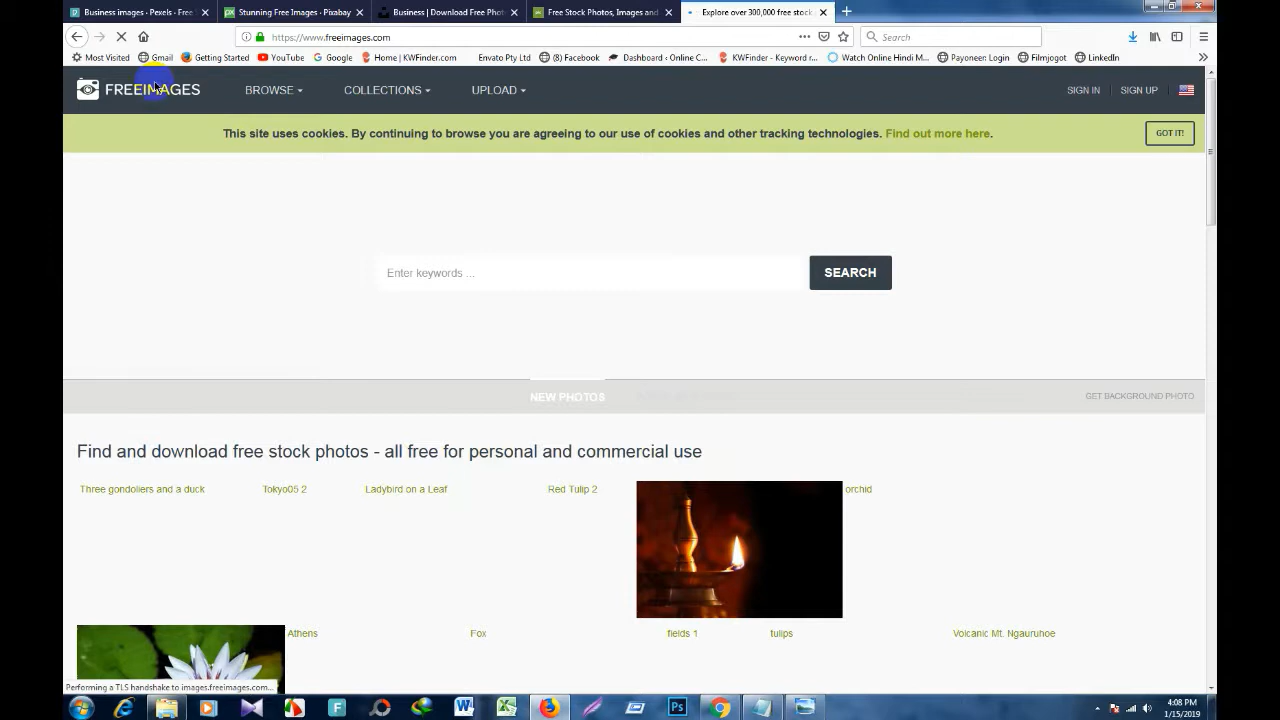 Business images · Pexels · Free
Stunning Free Images · Pixabay
Business | Download Free Phot
Free Stock Photos, Images and
Explore over 300,000 free stock
https://www.freeimages.com
Search
Most Visited
Gmail
Getting Started
YouTube
Google
Home | KWFinder.com
Envato Pty Ltd
(8) Facebook
Dashboard ‹ Online C...
KWFinder - Keyword r...
Watch Online Hindi M...
Payoneer: Login
Filmjogot
LinkedIn
FREEIMAGES
BROWSE
COLLECTIONS
UPLOAD
SIGN IN
SIGN UP
This site uses cookies. By continuing to browse you are agreeing to our use of cookies and other tracking technologies. Find out more here.
GOT IT!
Enter keywords ...
SEARCH
NEW PHOTOS
GET BACKGROUND PHOTO
Find and download free stock photos - all free for personal and commercial use
Three gondoliers and a duck
Tokyo05 2
Ladybird on a Leaf
Red Tulip 2
orchid
Athens
Fox
fields 1
tulips
Volcanic Mt. Ngauruhoe
Performing a TLS handshake to images.freeimages.com...
4:08 PM
1/15/2019